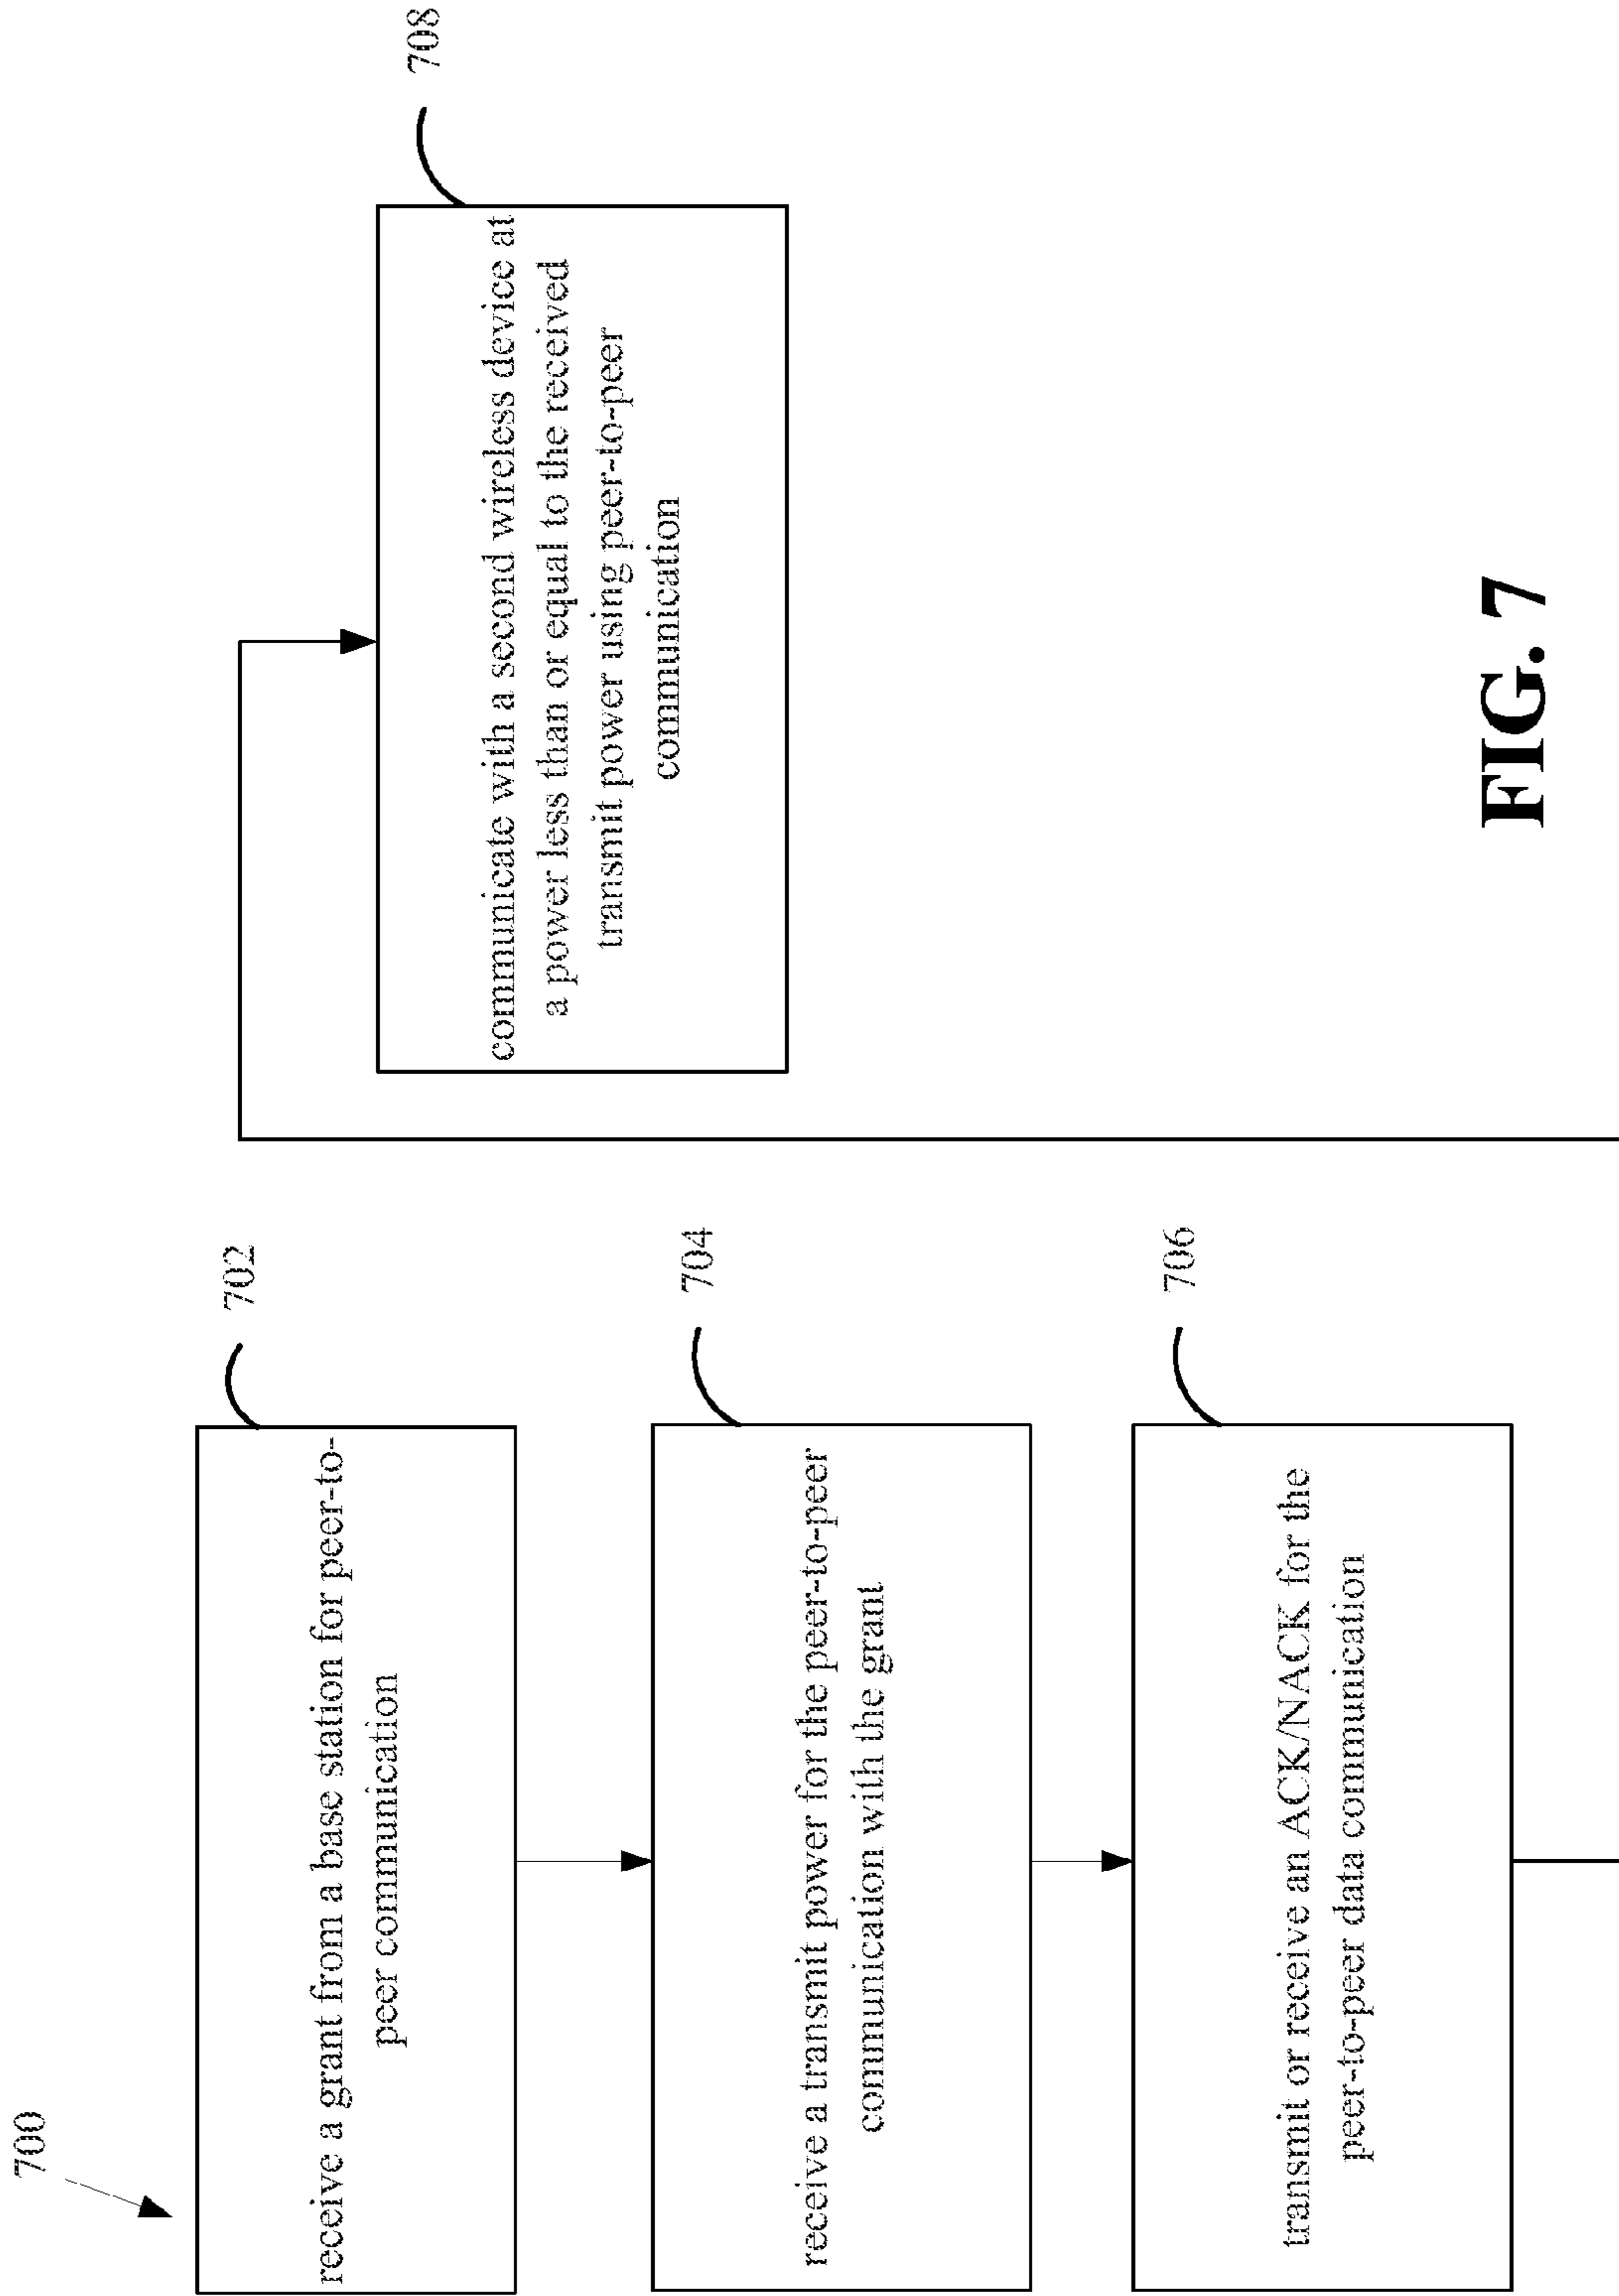 700
702
receive a grant from a base station for peer-to-
peer communication
704
receive a transmit power for the peer-to-peer
communication with the grant
706
transmit or receive an ACK/NACK for the
peer-to-peer data communication
708
communicate with a second wireless device at
a power less than or equal to the received
transmit power using peer-to-peer
communication
FIG. 7